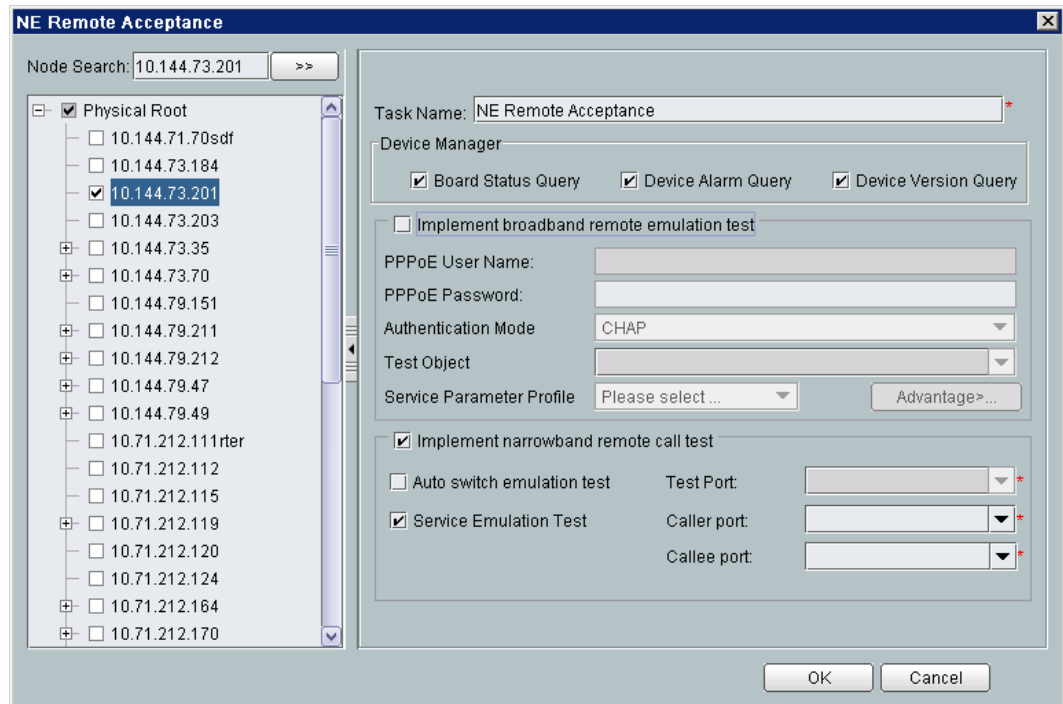 NE Remote Acceptance
Node Search: 10.144.73.201 >>
Physical Root
10.144.71.70sdf
10.144.73.184
10.144.73.201
10.144.73.203
10.144.73.35
10.144.73.70
10.144.79.151
10.144.79.211
10.144.79.212
10.144.79.47
10.144.79.49
10.71.212.111rter
10.71.212.112
10.71.212.115
10.71.212.119
10.71.212.120
10.71.212.124
10.71.212.164
10.71.212.170
Task Name: NE Remote Acceptance *
Device Manager
Board Status Query Device Alarm Query Device Version Query
Implement broadband remote emulation test
PPPoE User Name:
PPPoE Password:
Authentication Mode CHAP
Test Object
Service Parameter Profile Please select ... Advantage>...
Implement narrowband remote call test
Auto switch emulation test Test Port: *
Service Emulation Test Caller port: *
Callee port: *
OK Cancel